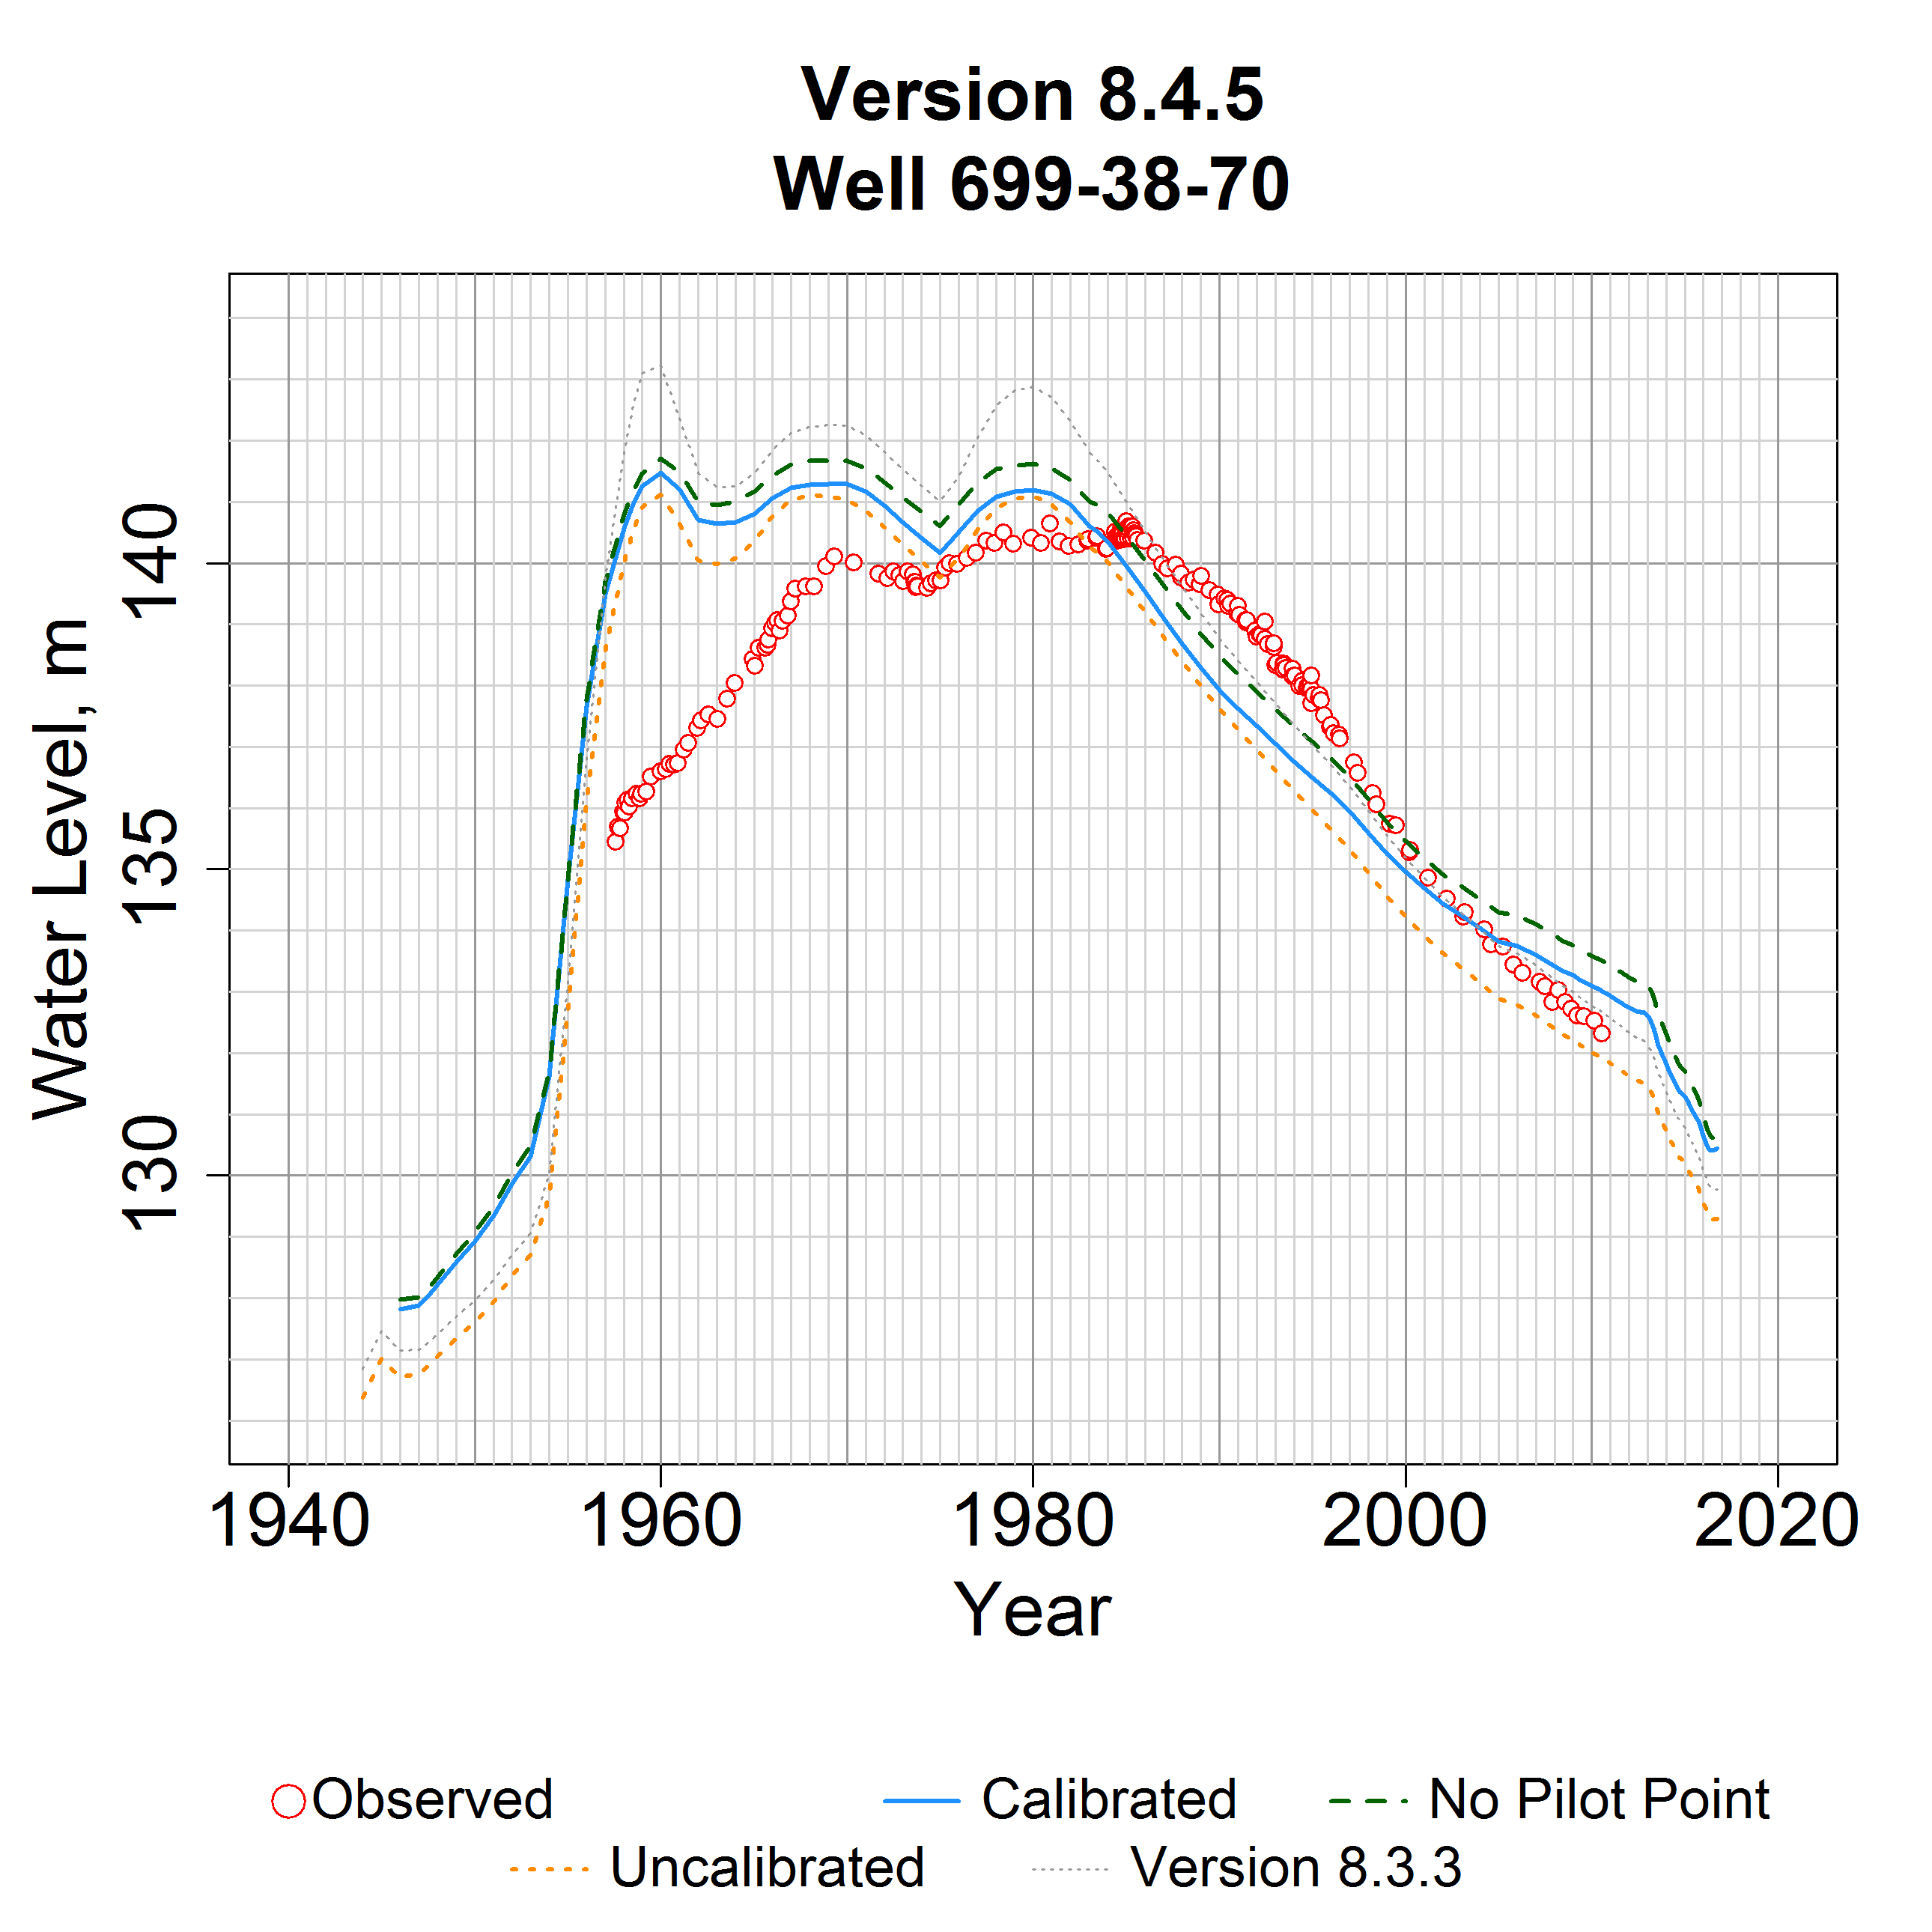 Version 8.4.5
Well 699-38-70
Water Level, m
140
135
130
1940 1960 1980 2000 2020
Year
Observed Calibrated No Pilot Point
Uncalibrated Version 8.3.3